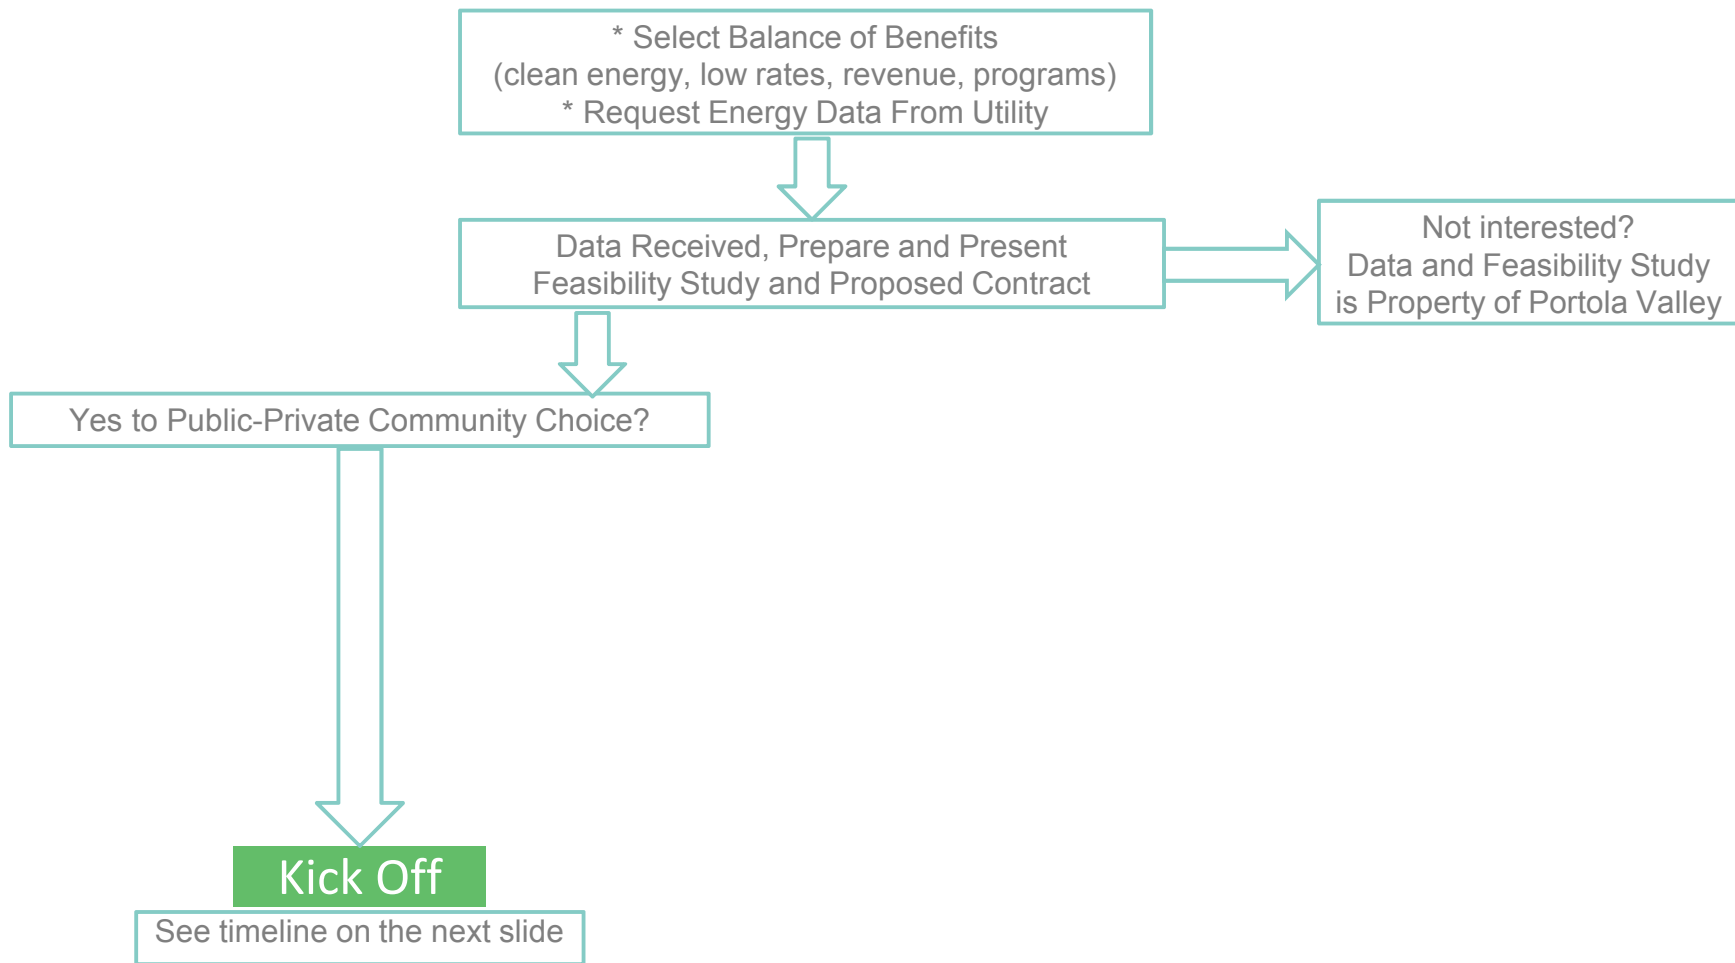 * Select Balance of Benefits
(clean energy, low rates, revenue, programs)
* Request Energy Data From Utility
Data Received, Prepare and Present
Feasibility Study and Proposed Contract
Not interested?
Data and Feasibility Study
is Property of Portola Valley
Yes to Public-Private Community Choice?
Kick Off
See timeline on the next slide